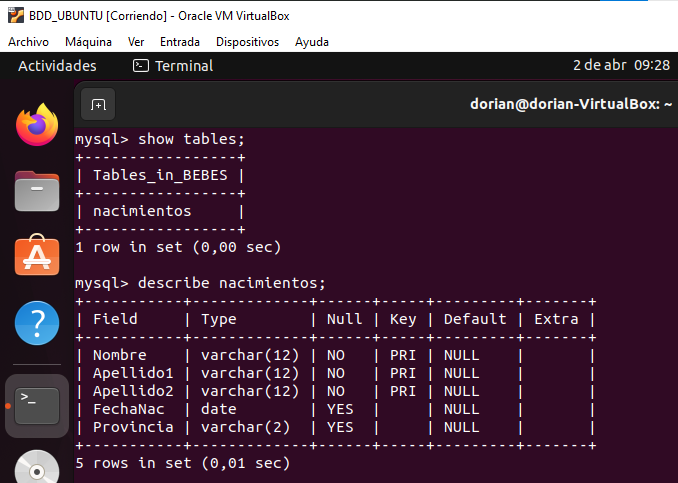 BDD_UBUNTU [Corriendo] - Oracle VM VirtualBox
Archivo Máquina Ver Entrada Dispositivos Ayuda
Actividades Terminal 2 de abr 09:28
dorian@dorian-VirtualBox: ~
mysql> show tables;
+-----------------+
| Tables_in_BEBES |
+-----------------+
| nacimientos     |
+-----------------+
1 row in set (0,00 sec)
mysql> describe nacimientos;
+-----------+-------------+------+-----+---------+-------+
| Field     | Type        | Null | Key | Default | Extra |
+-----------+-------------+------+-----+---------+-------+
| Nombre    | varchar(12) | NO   | PRI | NULL    |       |
| Apellido1 | varchar(12) | NO   | PRI | NULL    |       |
| Apellido2 | varchar(12) | NO   | PRI | NULL    |       |
| FechaNac  | date        | YES  |     | NULL    |       |
| Provincia | varchar(2)  | YES  |     | NULL    |       |
+-----------+-------------+------+-----+---------+-------+
5 rows in set (0,01 sec)